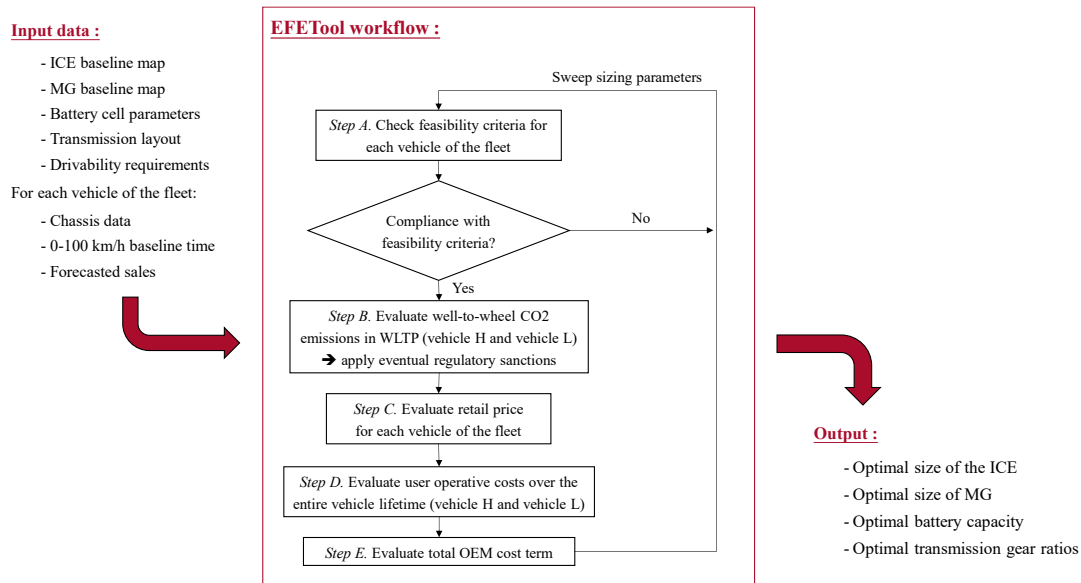 Input data :
- ICE baseline map
- MG baseline map
- Battery cell parameters
- Transmission layout
- Drivability requirements
For each vehicle of the fleet:
- Chassis data
- 0-100 km/h baseline time
- Forecasted sales
EFETool workflow :
Sweep sizing parameters
Step A. Check feasibility criteria for
each vehicle of the fleet
Compliance with
feasibility criteria?
No
Yes
Step B. Evaluate well-to-wheel CO2
emissions in WLTP (vehicle H and vehicle L)
➔ apply eventual regulatory sanctions
Step C. Evaluate retail price
for each vehicle of the fleet
Step D. Evaluate user operative costs over the
entire vehicle lifetime (vehicle H and vehicle L)
Step E. Evaluate total OEM cost term
Output :
- Optimal size of the ICE
- Optimal size of MG
- Optimal battery capacity
- Optimal transmission gear ratios